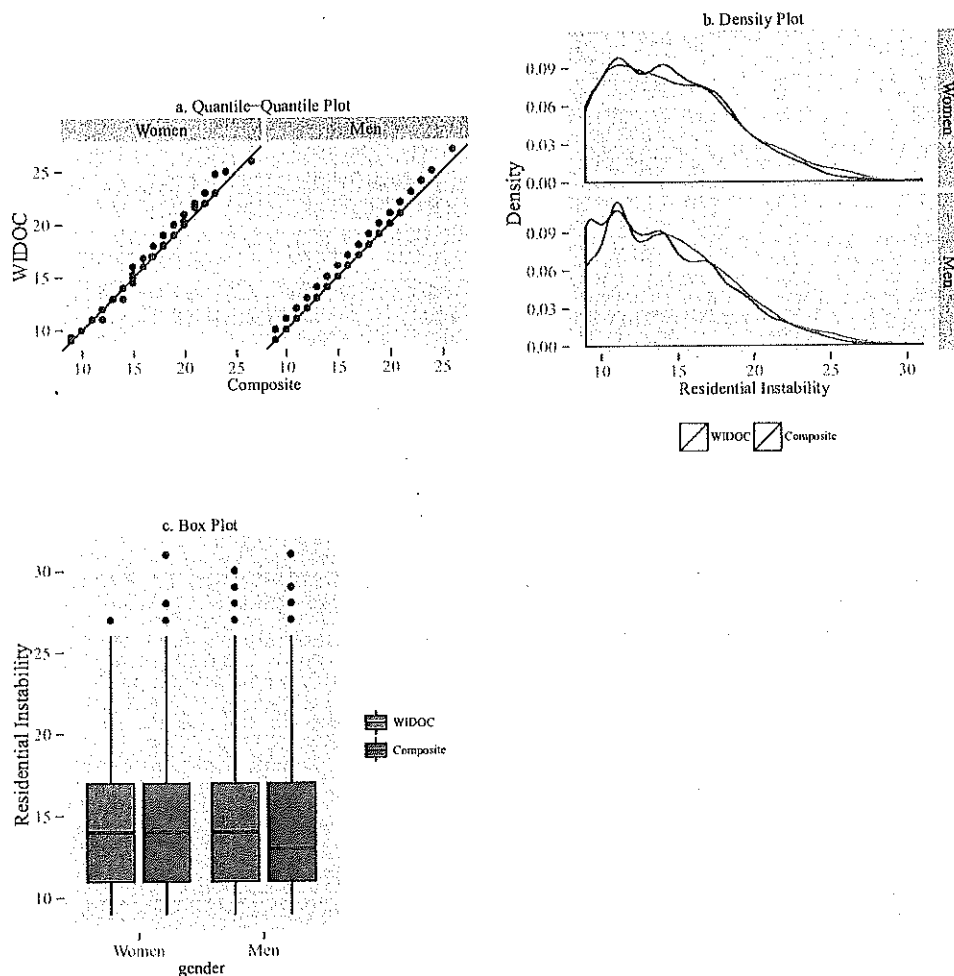 a. Quantile-Quantile Plot
Women
Men
WIDOC
25
20
15
10
10
15
20
25
10
15
20
25
Composite
b. Density Plot
Women
Men
Density
0.09
0.06
0.03
0.00
0.09
0.06
0.03
0.00
10
15
20
25
30
Residential Instability
WIDOC
Composite
c. Box Plot
Residential Instability
30
25
20
15
10
Women
Men
gender
WIDOC
Composite